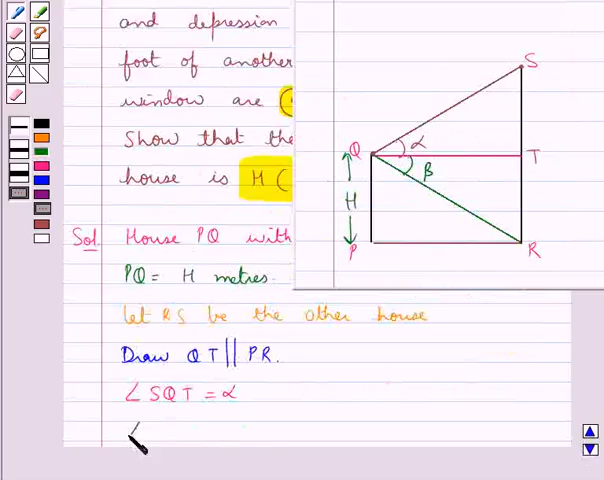 and depression
foot of another
window are (
Show that the
house is H (
Sol. House PQ with
PQ = H metres.
let RS be the other house
Draw QT || PR.
∠SQT = α
∠
S
Q α T
β
H
P R